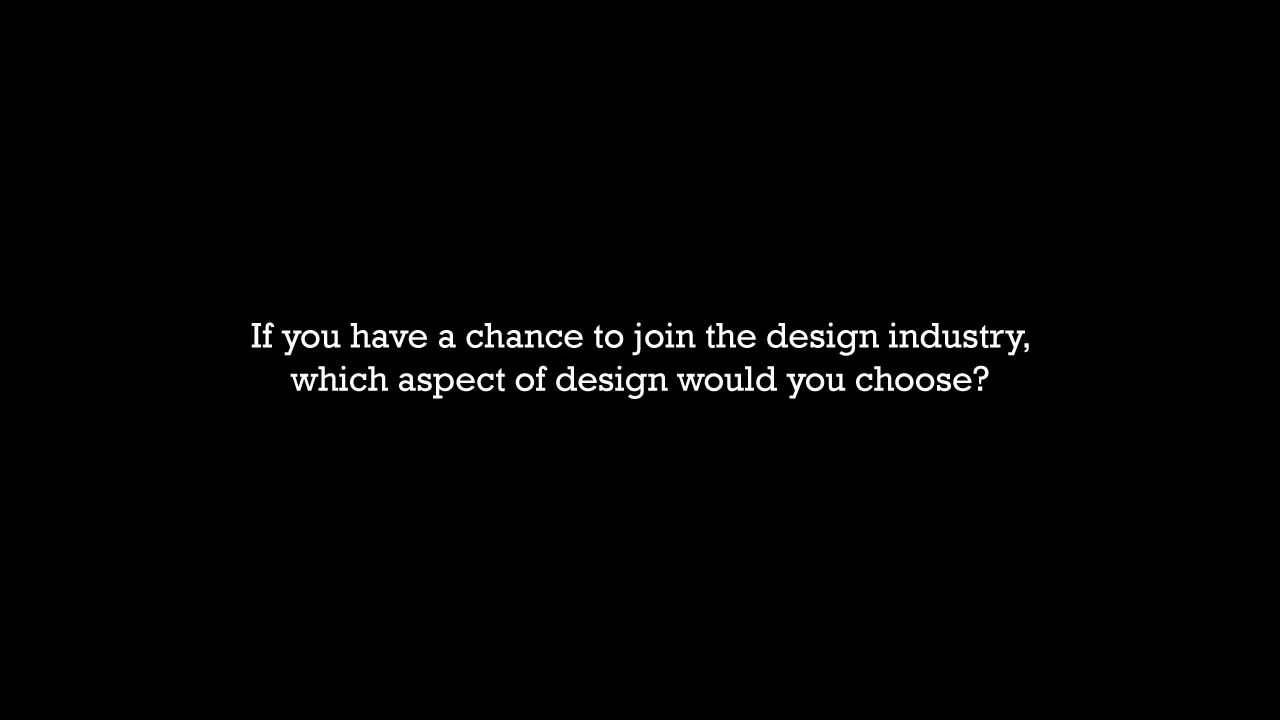 If you have a chance to join the design industry,
which aspect of design would you choose?